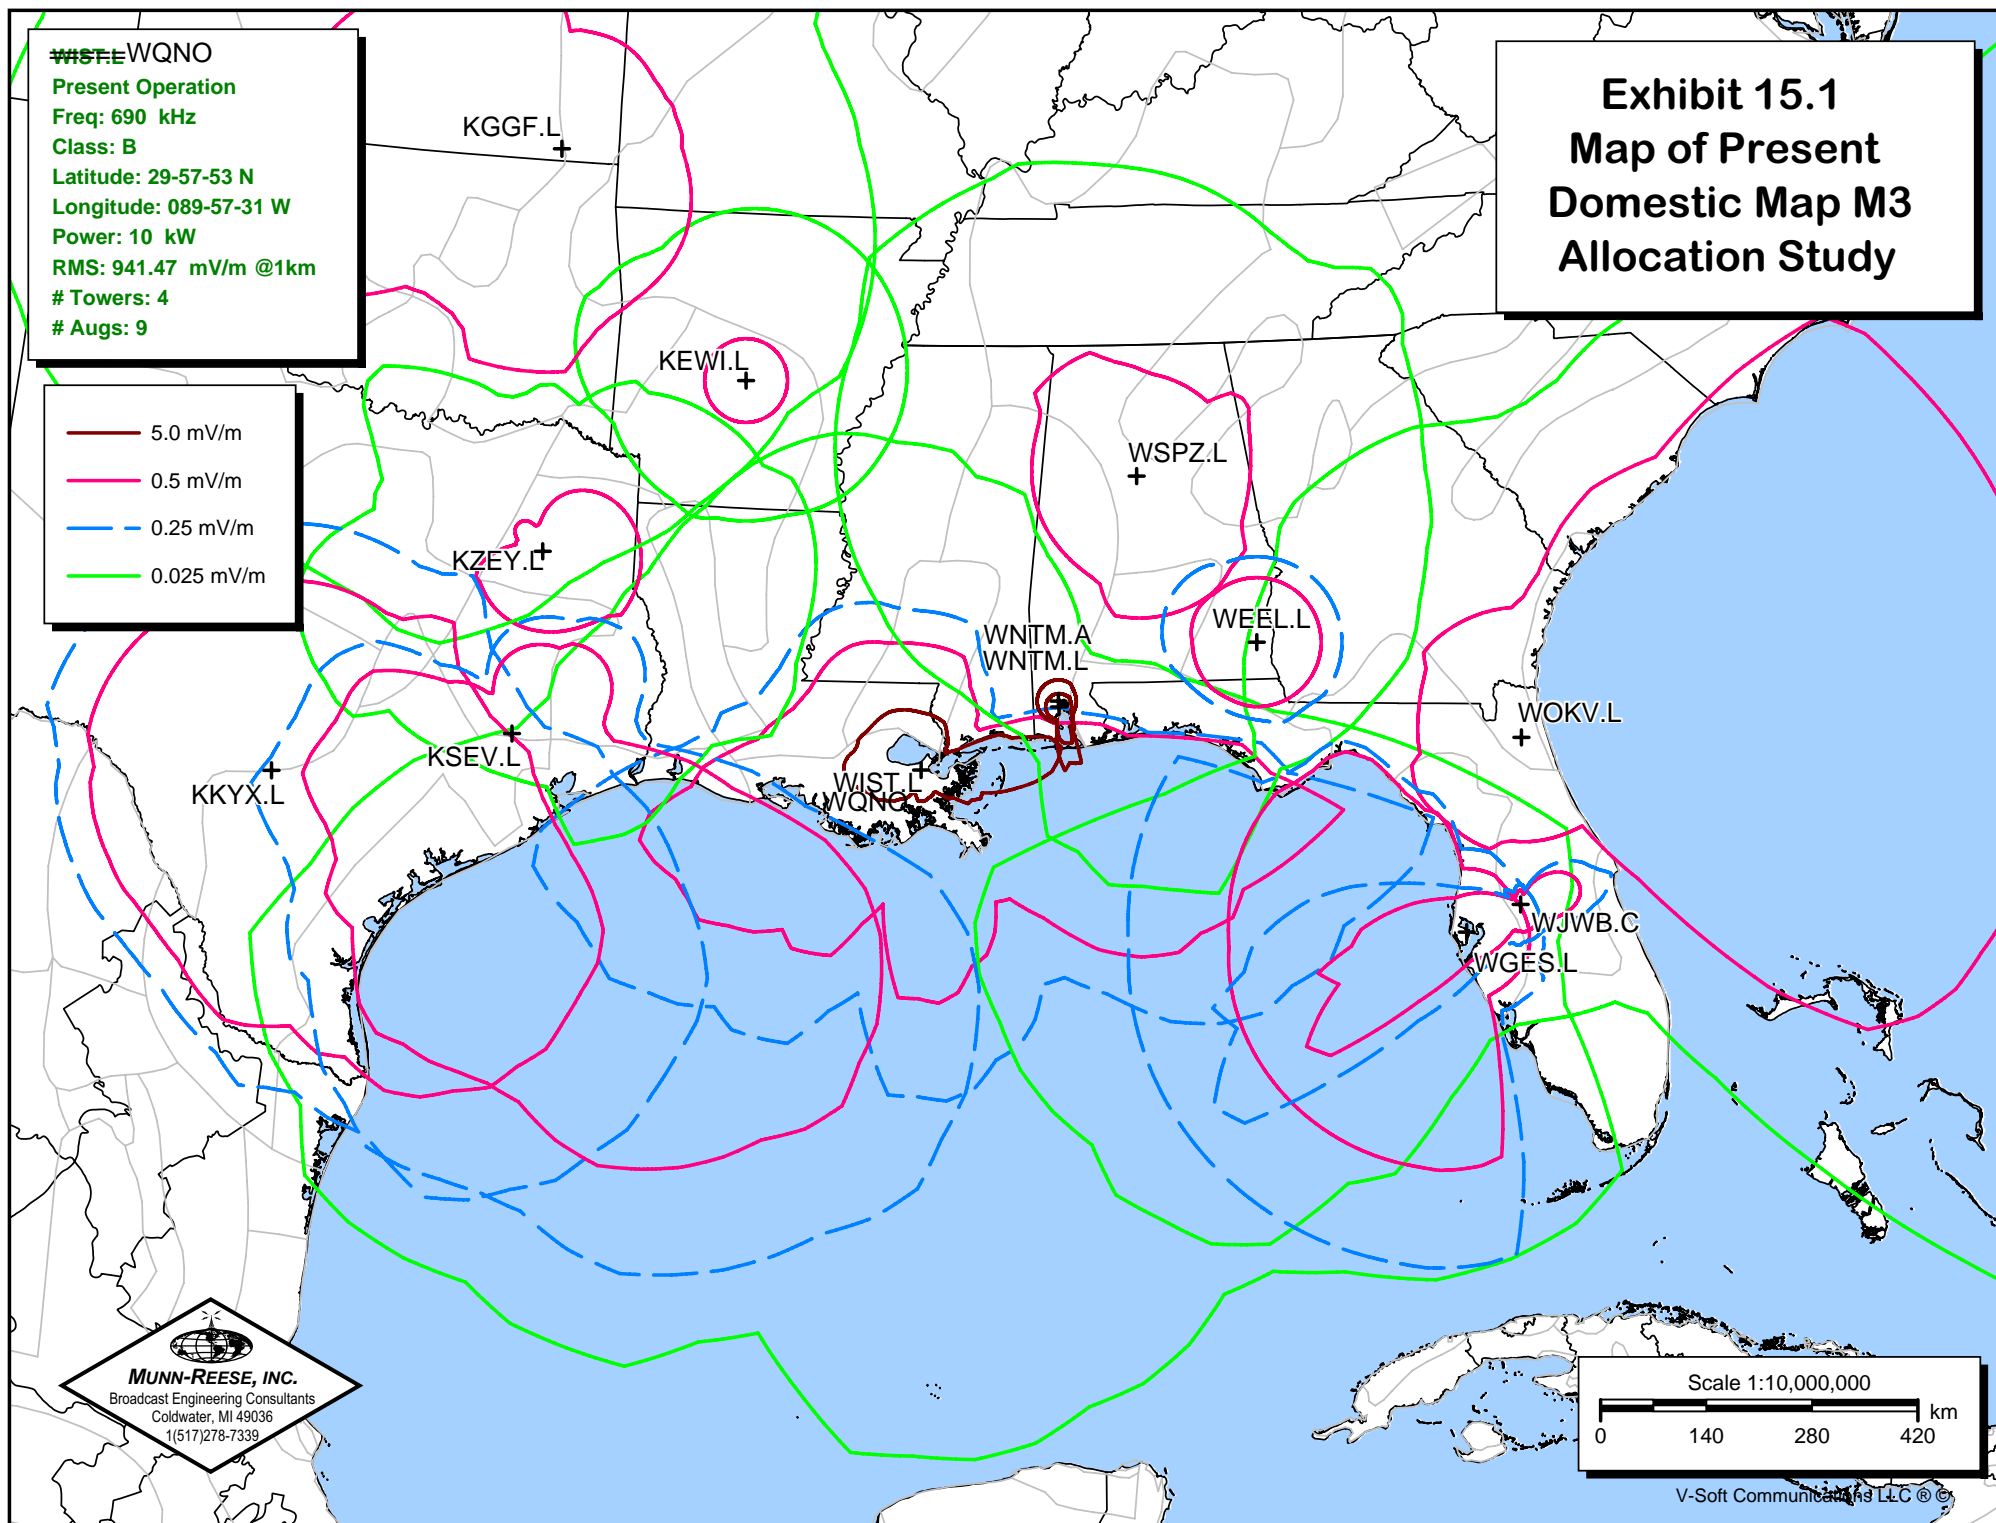 WIST.L WQNO
Present Operation
Freq: 690 kHz
Class: B
Latitude: 29-57-53 N
Longitude: 089-57-31 W
Power: 10 kW
RMS: 941.47 mV/m @1km
# Towers: 4
# Augs: 9
Exhibit 15.1
Map of Present
Domestic Map M3
Allocation Study
5.0 mV/m
0.5 mV/m
0.25 mV/m
0.025 mV/m
KGGF.L
KEWI.L
WSPZ.L
KZEY.L
WEEL.L
WNTM.A
WNTM.L
WOKV.L
KSEV.L
KKYX.L
WIST.L
WQNO
WJWB.C
WGES.L
MUNN-REESE, INC.
Broadcast Engineering Consultants
Coldwater, MI 49036
1(517)278-7339
Scale 1:10,000,000
km
0 140 280 420
V-Soft Communications LLC ® ©